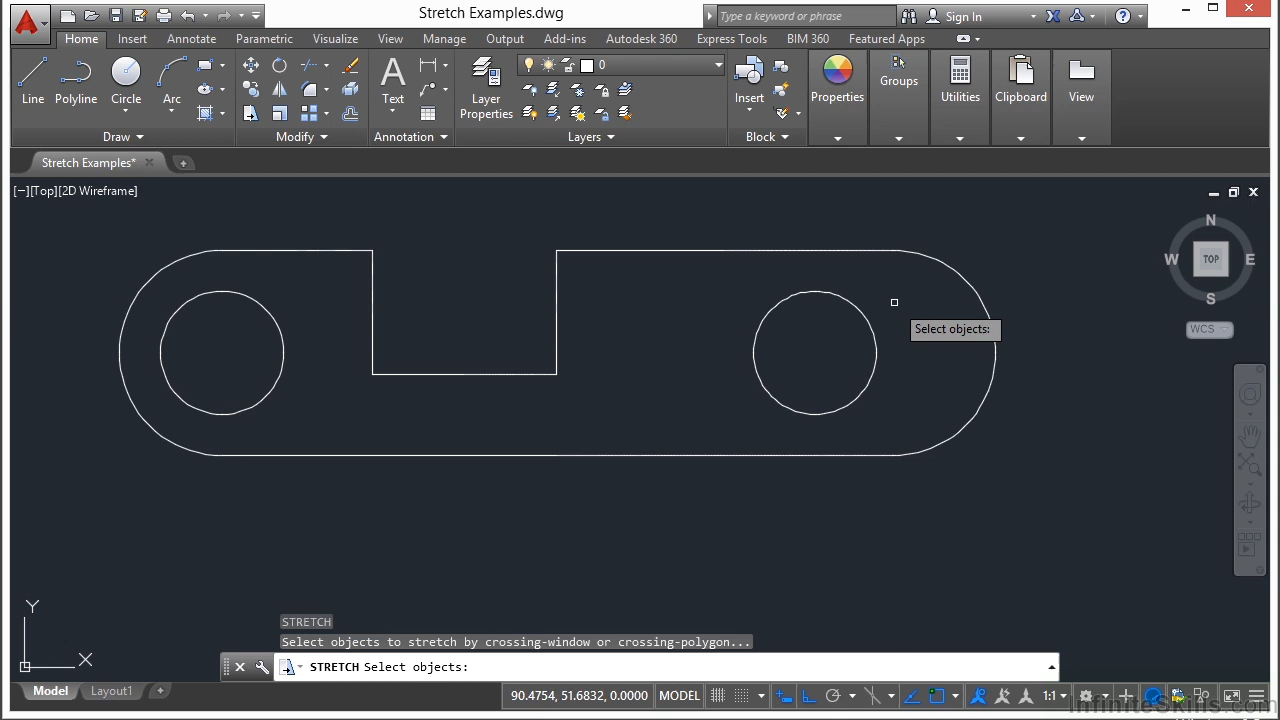 Stretch Examples.dwg
Type a keyword or phrase
Sign In
Home Insert Annotate Parametric Visualize View Manage Output Add-ins Autodesk 360 Express Tools BIM 360 Featured Apps
0
Line Polyline Circle Arc
Text
Layer
Properties
Insert
Properties
Groups
Utilities
Clipboard
View
Draw Modify Annotation Layers Block
Stretch Examples*
[−][Top][2D Wireframe]
N
W TOP E
S
WCS
Select objects:
Y
X
STRETCH
Select objects to stretch by crossing-window or crossing-polygon...
STRETCH Select objects:
Model Layout1
90.4754, 51.6832, 0.0000 MODEL 1:1
InfiniteSkills.com